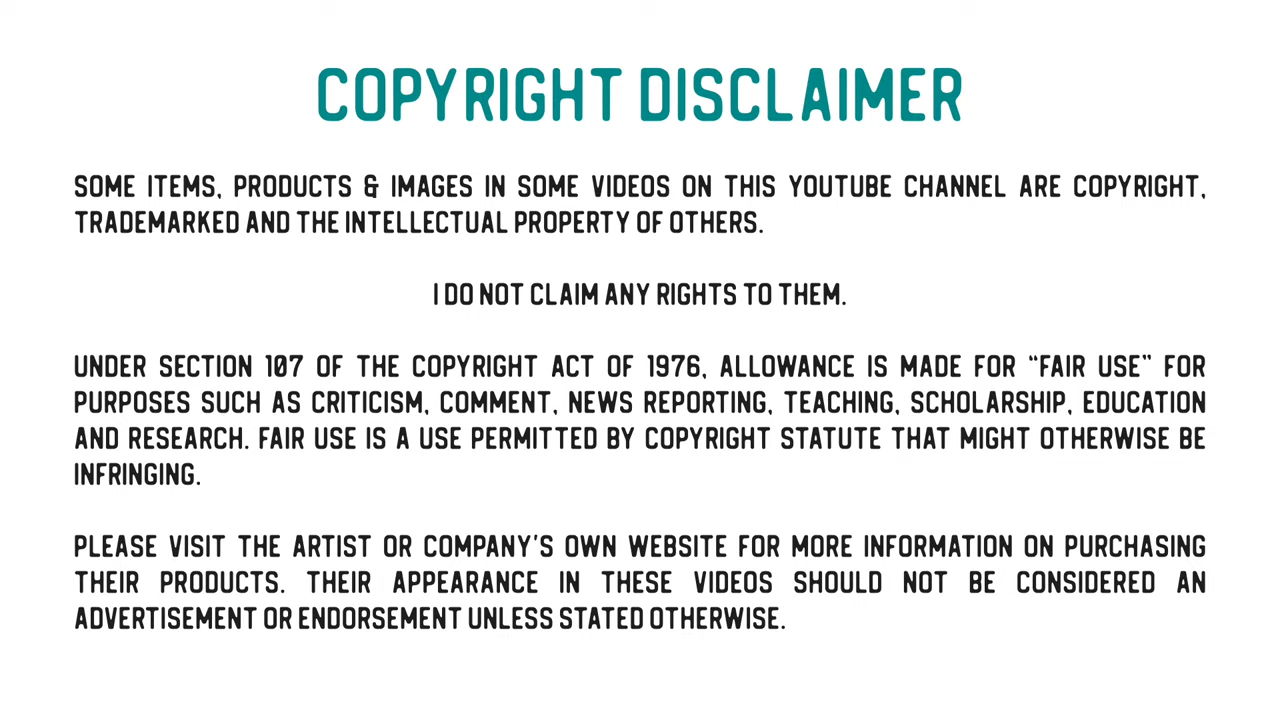 COPYRIGHT DISCLAIMER
SOME ITEMS, PRODUCTS & IMAGES IN SOME VIDEOS ON THIS YOUTUBE CHANNEL ARE COPYRIGHT,
TRADEMARKED AND THE INTELLECTUAL PROPERTY OF OTHERS.
I DO NOT CLAIM ANY RIGHTS TO THEM.
UNDER SECTION 107 OF THE COPYRIGHT ACT OF 1976, ALLOWANCE IS MADE FOR “FAIR USE” FOR
PURPOSES SUCH AS CRITICISM, COMMENT, NEWS REPORTING, TEACHING, SCHOLARSHIP, EDUCATION
AND RESEARCH. FAIR USE IS A USE PERMITTED BY COPYRIGHT STATUTE THAT MIGHT OTHERWISE BE
INFRINGING.
PLEASE VISIT THE ARTIST OR COMPANY'S OWN WEBSITE FOR MORE INFORMATION ON PURCHASING
THEIR PRODUCTS. THEIR APPEARANCE IN THESE VIDEOS SHOULD NOT BE CONSIDERED AN
ADVERTISEMENT OR ENDORSEMENT UNLESS STATED OTHERWISE.